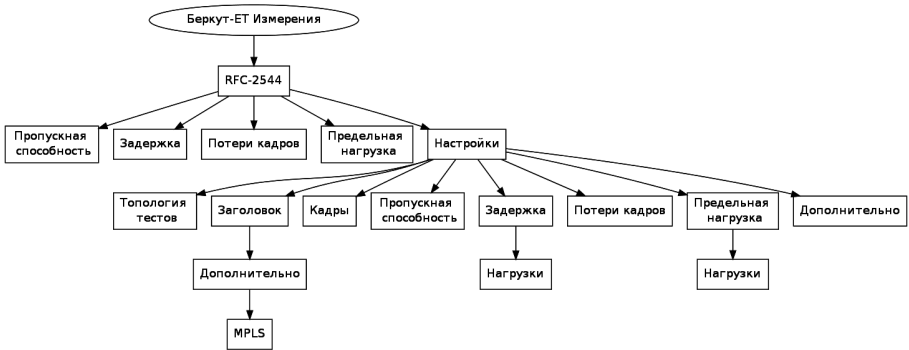 Беркут-ЕТ Измерения
RFC-2544
Пропускная
способность
Задержка
Потери кадров
Предельная
нагрузка
Настройки
Топология
тестов
Заголовок
Кадры
Пропускная
способность
Задержка
Потери кадров
Предельная
нагрузка
Дополнительно
Дополнительно
Нагрузки
Нагрузки
MPLS